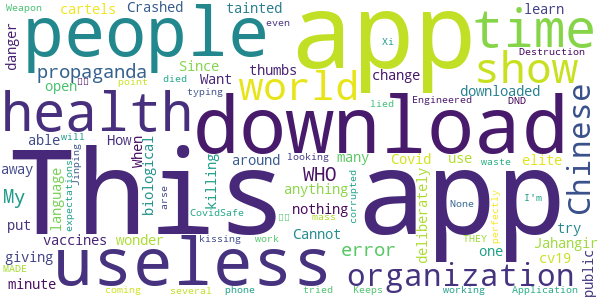 Weapon cartels Crashed tainted learn
people app time
even Xi Destruction
danger propaganda Since thumbs show
open point died Want world change
typing downloaded DND
health download Chinese
lied Engineered
able How When biological killing
This app
away around looking many Covid use elite
WHO deliberately waste
My language expectations Jinping will
anything corrupted None I'm try
put arse CovidSafe nothing Cannot one Jahangir
vaccines wonder kissing mass error THEY perfectly cv19
giving work useless organization public
MADE minute
coming several phone tried Keeps working Application